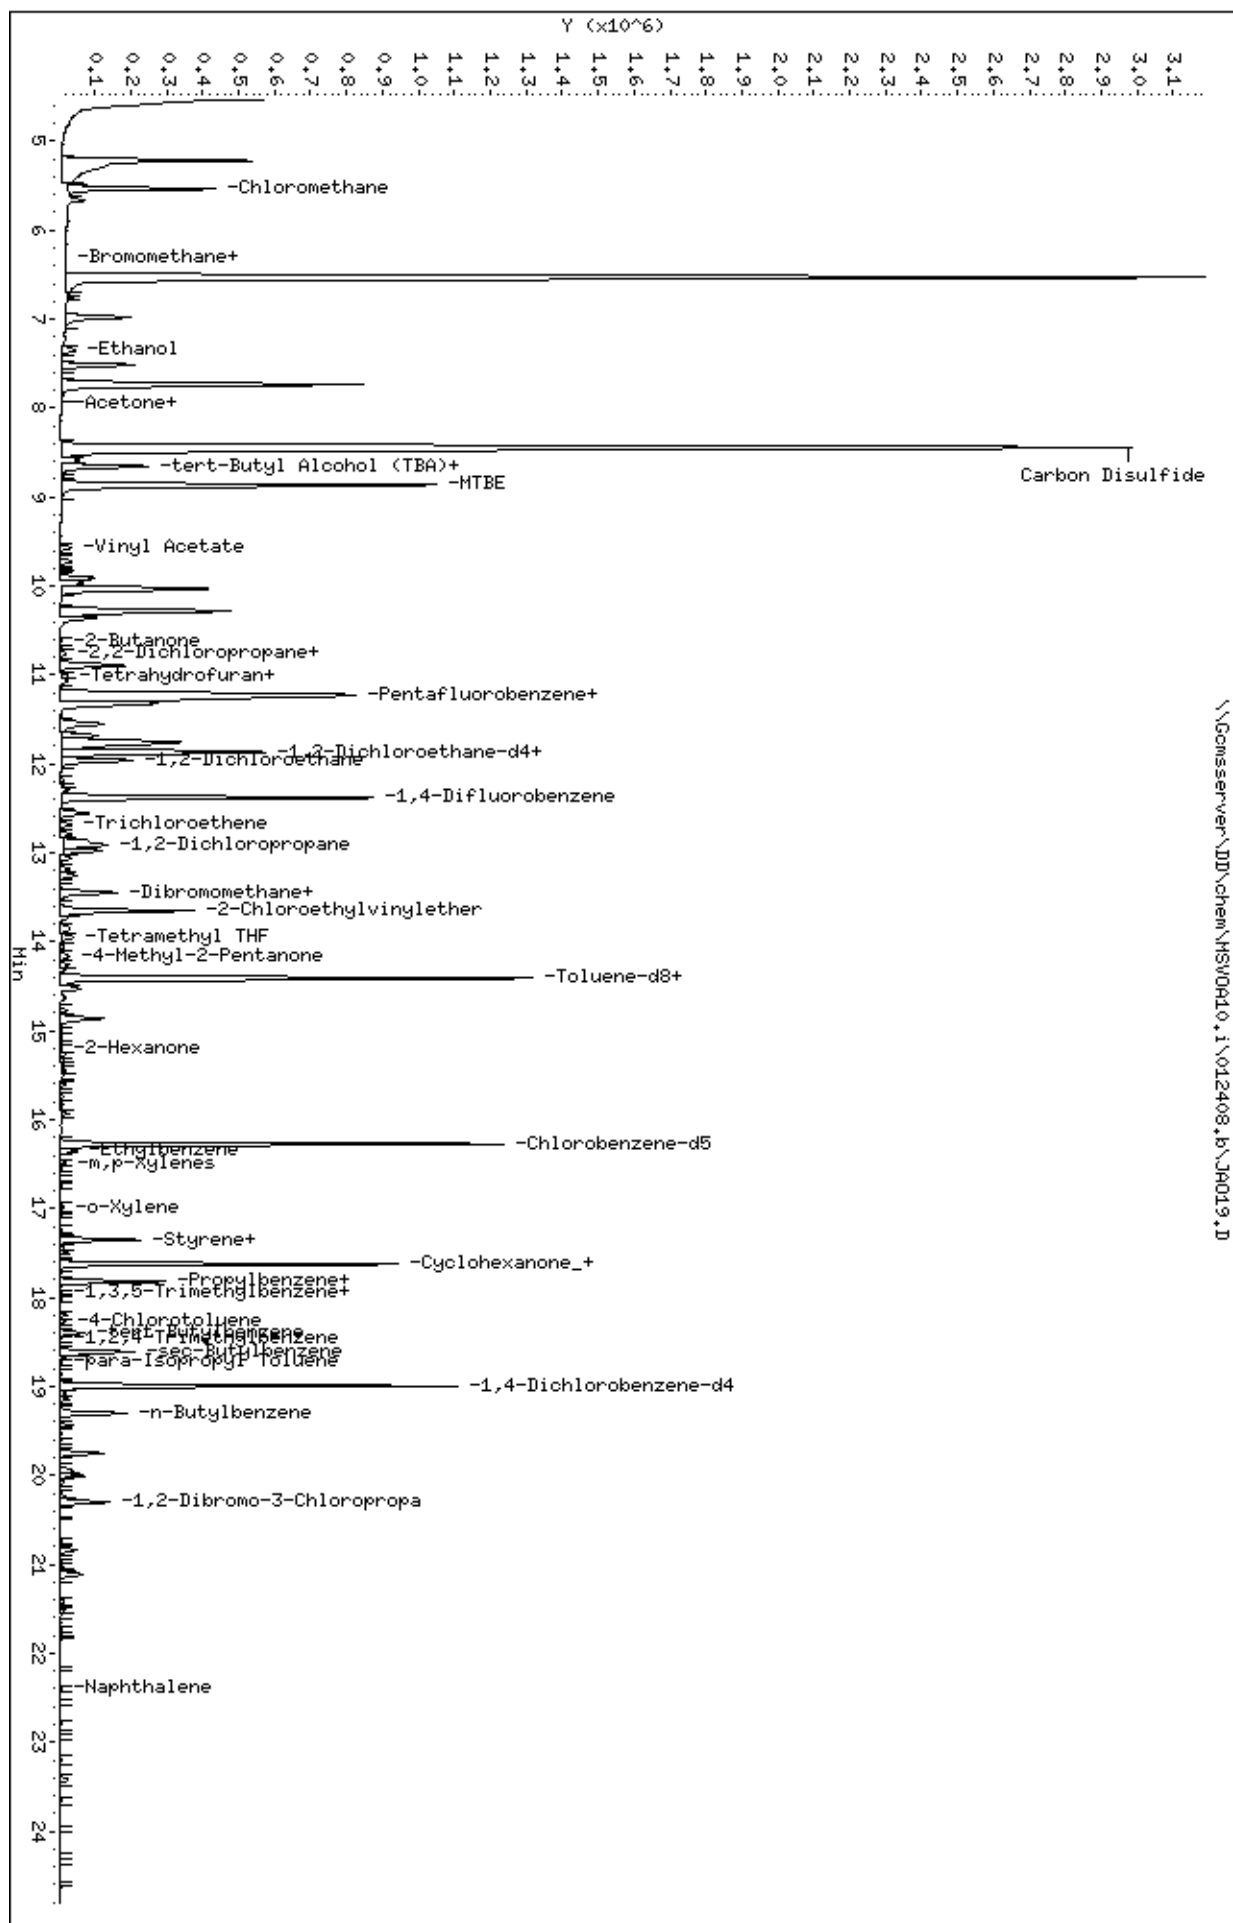 Y (x10^6)
0.1
0.2
0.3
0.4
0.5
0.6
0.7
0.8
0.9
1.0
1.1
1.2
1.3
1.4
1.5
1.6
1.7
1.8
1.9
2.0
2.1
2.2
2.3
2.4
2.5
2.6
2.7
2.8
2.9
3.0
3.1
5
-Chloromethane
6
-Bromomethane+
7
-Ethanol
8
Acetone+
-tert-Butyl Alcohol (TBA)+
Carbon Disulfide
-MTBE
9
-Vinyl Acetate
10
-2-Butanone
-2,2-Dichloropropane+
11
-Tetrahydrofuran+
-Pentafluorobenzene+
-1,2-Dichloroethane-d4+
-1,2-Dichloroethane
12
-1,4-Difluorobenzene
-Trichloroethene
-1,2-Dichloropropane
13
-Dibromomethane+
-2-Chloroethylvinylether
-Tetramethyl THF
14
-4-Methyl-2-Pentanone
Min
-Toluene-d8+
15
-2-Hexanone
16
-Chlorobenzene-d5
-Ethylbenzene
-m,p-Xylenes
17
-o-Xylene
-Styrene+
-Cyclohexanone_+
-Propylbenzene+
-1,3,5-Trimethylbenzene+
18
-4-Chlorotoluene
-tert-Butylbenzene
-1,2,4-Trimethylbenzene
-sec-Butylbenzene
-para-Isopropyl Toluene
19
-1,4-Dichlorobenzene-d4
-n-Butylbenzene
20
-1,2-Dibromo-3-Chloropropa
21
22
-Naphthalene
23
24
\\Gcmsserver\DD\chem\MSVOA10.i\012408.b\JA019.D